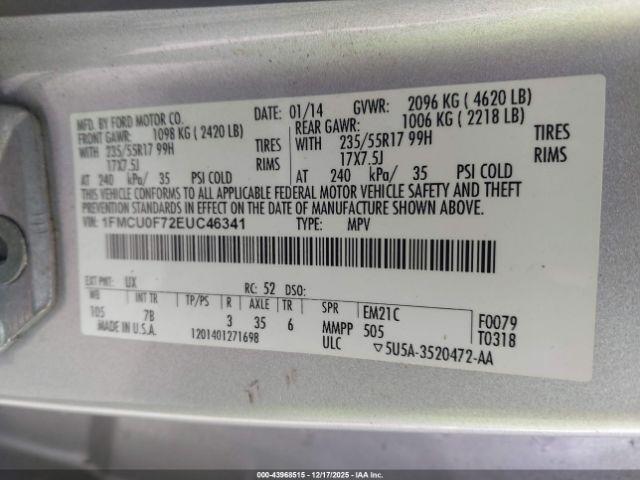 MFD. BY FORD MOTOR CO. DATE: 01/14 GVWR: 2096 KG ( 4620 LB)
FRONT GAWR: 1098 KG ( 2420 LB) REAR GAWR: 1006 KG ( 2218 LB)
WITH 235/55R17 99H TIRES WITH 235/55R17 99H TIRES
17X7.5J RIMS 17X7.5J RIMS
AT 240 kPa/ 35 PSI COLD AT 240 kPa/ 35 PSI COLD
THIS VEHICLE CONFORMS TO ALL APPLICABLE FEDERAL MOTOR VEHICLE SAFETY AND THEFT
PREVENTION STANDARDS IN EFFECT ON THE DATE OF MANUFACTURE SHOWN ABOVE.
VIN: 1FMCU0F72EUC46341 TYPE: MPV
EXT PNT: UX RC: 52 DSO:
WB INT TR TP/PS R AXLE TR SPR EM21C F0079
105 7B 3 35 6 MMPP 505 T0318
MADE IN U.S.A. 1201401271698 ULC ▽5U5A-3520472-AA
© Source: IAA. Stock: 000-43968515 - 12/17/2025 - IAA Holdings, LLC. Copyright